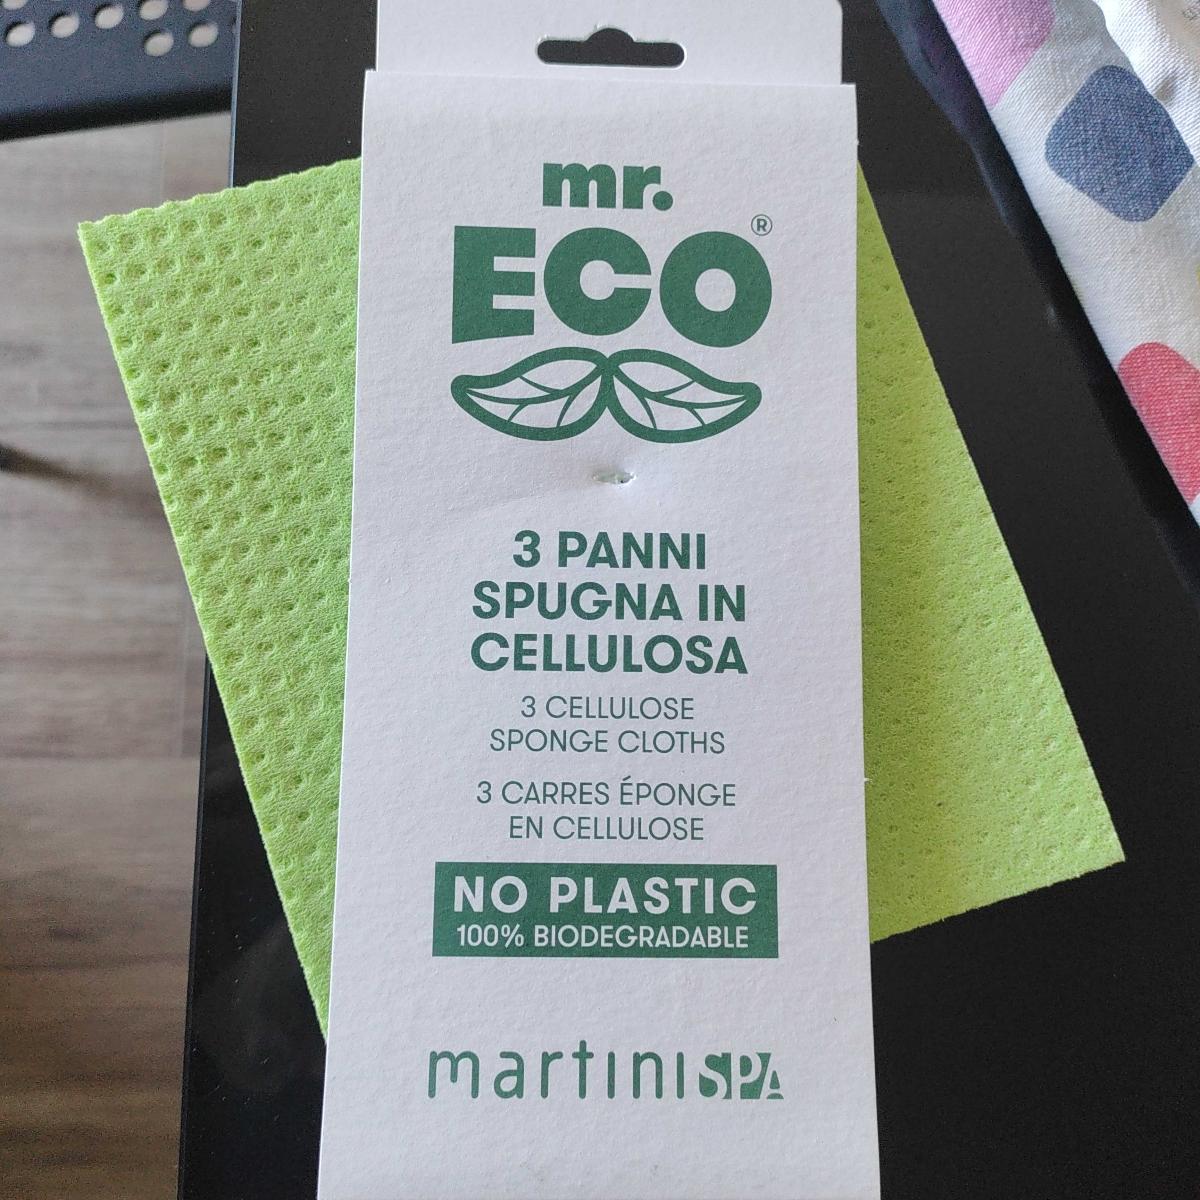 mr.
ECO®
3 PANNI
SPUGNA IN
CELLULOSA
3 CELLULOSE
SPONGE CLOTHS
3 CARRES ÉPONGE
EN CELLULOSE
NO PLASTIC
100% BIODEGRADABLE
martiniSPA